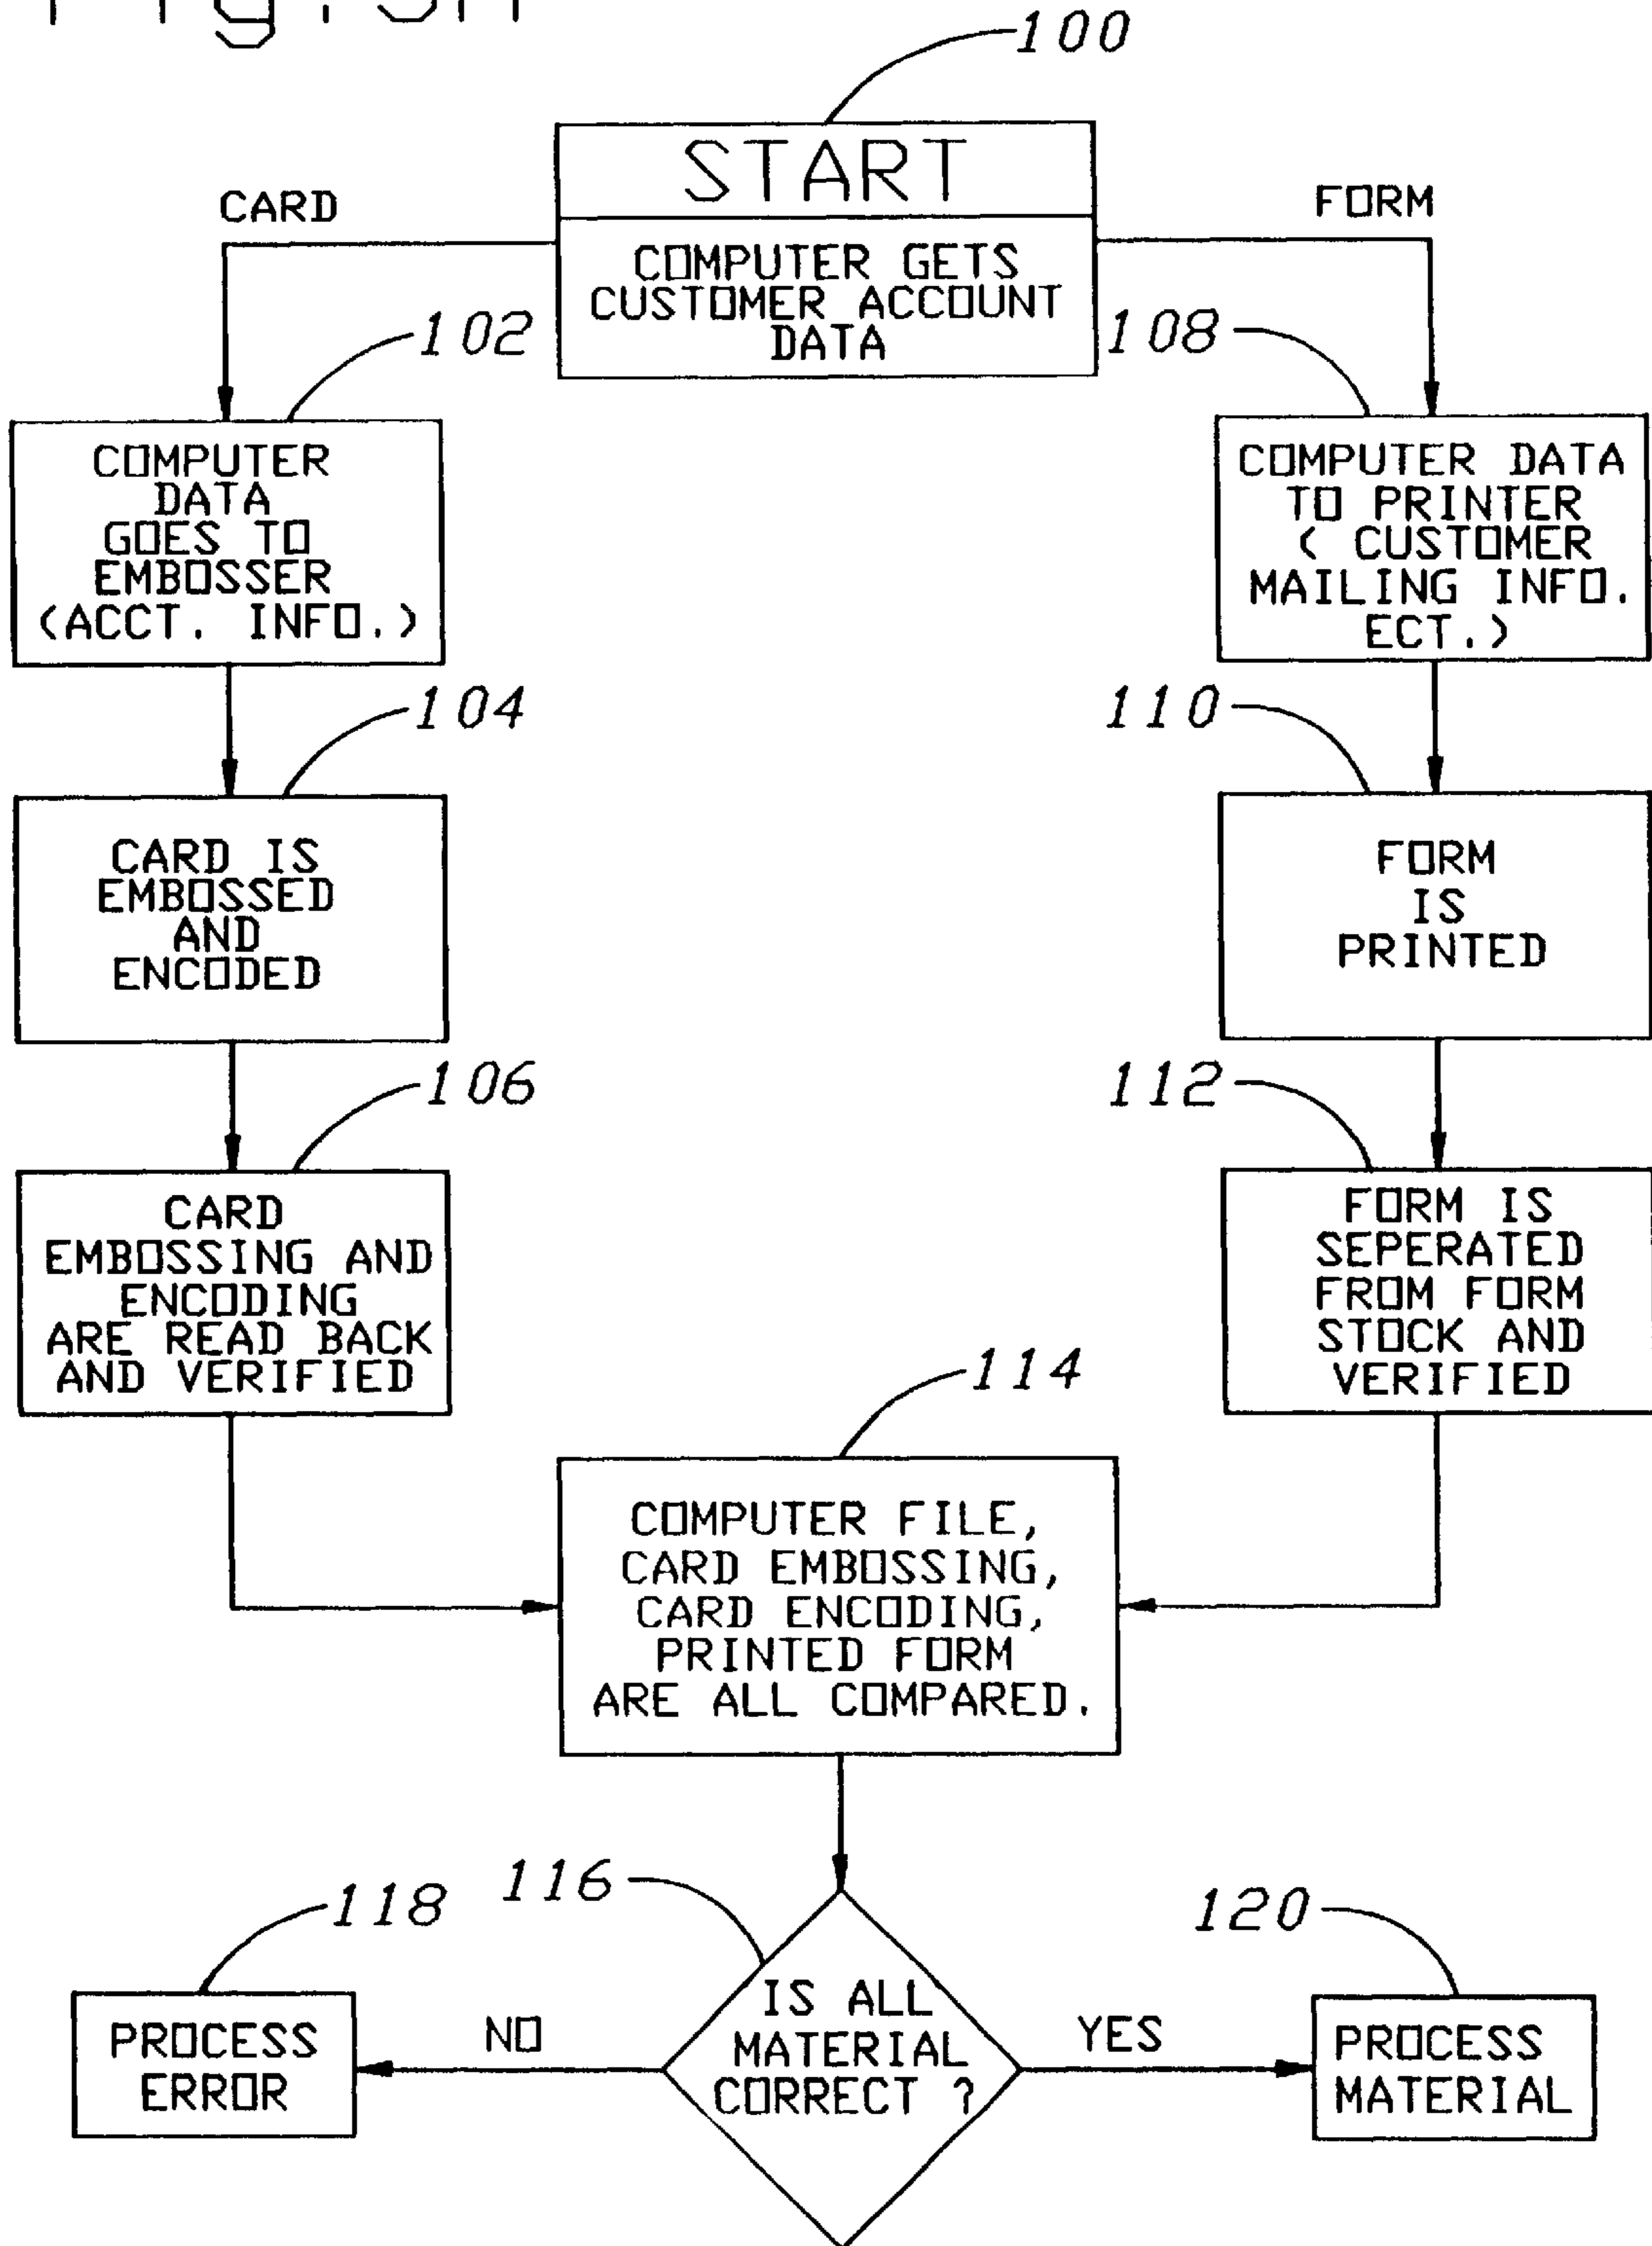 100
START
COMPUTER GETS
CUSTOMER ACCOUNT
DATA
CARD
FORM
102
COMPUTER
DATA
GOES TO
EMBOSSER
(ACCT. INFO.)
108
COMPUTER DATA
TO PRINTER
( CUSTOMER
MAILING INFO.
ECT.)
104
CARD IS
EMBOSSED
AND
ENCODED
110
FORM
IS
PRINTED
106
CARD
EMBOSSING AND
ENCODING
ARE READ BACK
AND VERIFIED
112
FORM IS
SEPERATED
FROM FORM
STOCK AND
VERIFIED
114
COMPUTER FILE,
CARD EMBOSSING,
CARD ENCODING,
PRINTED FORM
ARE ALL COMPARED.
116
IS ALL
MATERIAL
CORRECT ?
NO
118
PROCESS
ERROR
YES
120
PROCESS
MATERIAL